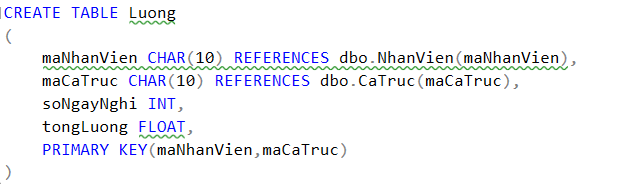 CREATE TABLE Luong
(
maNhanVien CHAR(10) REFERENCES dbo.NhanVien(maNhanVien),
maCaTruc CHAR(10) REFERENCES dbo.CaTruc(maCaTruc),
soNgayNghi INT,
tongLuong FLOAT,
PRIMARY KEY(maNhanVien,maCaTruc)
)